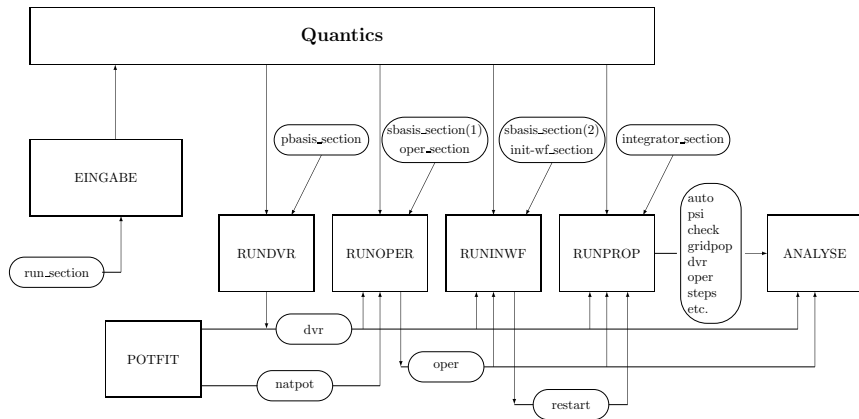 Quantics
pbasis_section
sbasis_section(1)
oper_section
sbasis_section(2)
init-wf_section
integrator_section
EINGABE
auto
psi
check
gridpop
dvr
oper
steps
etc.
RUNDVR
RUNOPER
RUNINWF
RUNPROP
ANALYSE
run_section
dvr
POTFIT
oper
natpot
restart